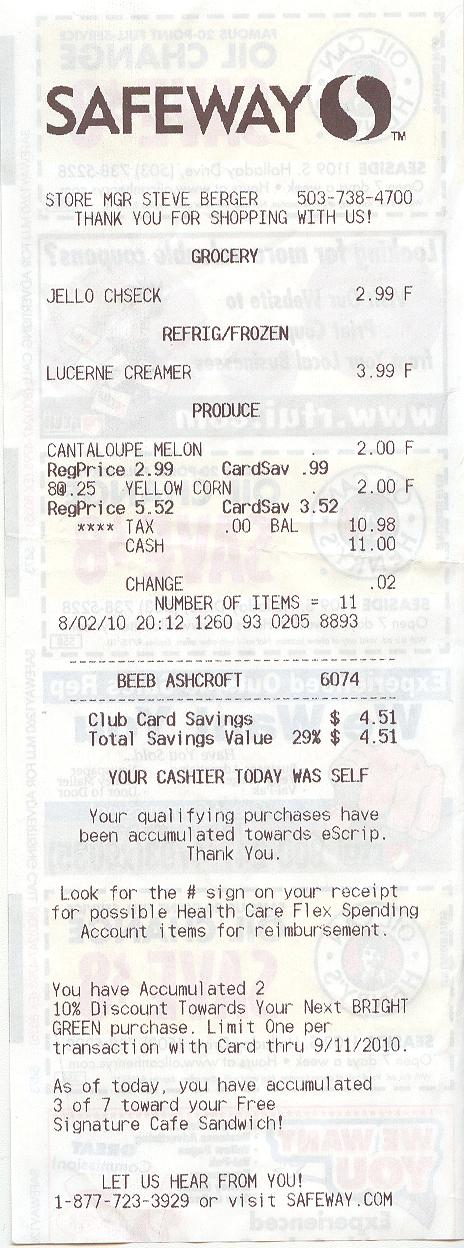 SAFEWAY TM
STORE MGR STEVE BERGER 503-738-4700
THANK YOU FOR SHOPPING WITH US!
GROCERY
JELLO CHSECK 2.99 F
REFRIG/FROZEN
LUCERNE CREAMER 3.99 F
PRODUCE
CANTALOUPE MELON . 2.00 F
RegPrice 2.99 CardSav .99
8@.25 YELLOW CORN . 2.00 F
RegPrice 5.52 CardSav 3.52
**** TAX .00 BAL 10.98
CASH 11.00
CHANGE .02
NUMBER OF ITEMS = 11
8/02/10 20:12 1260 93 0205 8893
BEEB ASHCROFT 6074
Club Card Savings $ 4.51
Total Savings Value 29% $ 4.51
YOUR CASHIER TODAY WAS SELF
Your qualifying purchases have
been accumulated towards eScrip.
Thank You.
Look for the # sign on your receipt
for possible Health Care Flex Spending
Account items for reimbursement.
You have Accumulated 2
10% Discount Towards Your Next BRIGHT
GREEN purchase. Limit One per
transaction with Card thru 9/11/2010.
As of today, you have accumulated
3 of 7 toward your Free
Signature Cafe Sandwich!
LET US HEAR FROM YOU!
1-877-723-3929 or visit SAFEWAY.COM